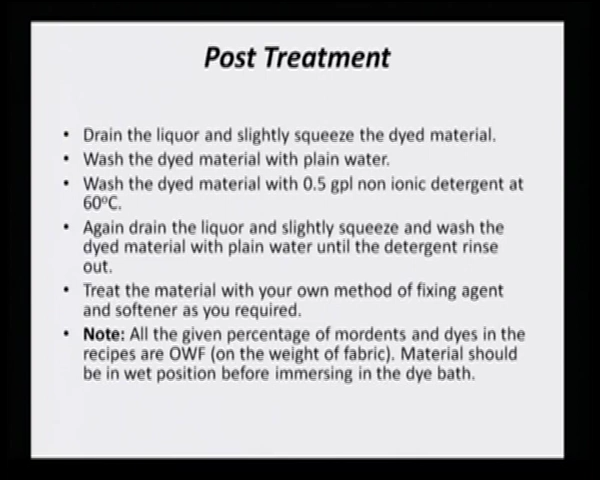 Post Treatment
• Drain the liquor and slightly squeeze the dyed material.
• Wash the dyed material with plain water.
• Wash the dyed material with 0.5 gpl non ionic detergent at
60⁰C.
• Again drain the liquor and slightly squeeze and wash the
dyed material with plain water until the detergent rinse
out.
• Treat the material with your own method of fixing agent
and softener as you required.
• Note: All the given percentage of mordents and dyes in the
recipes are OWF (on the weight of fabric). Material should
be in wet position before immersing in the dye bath.